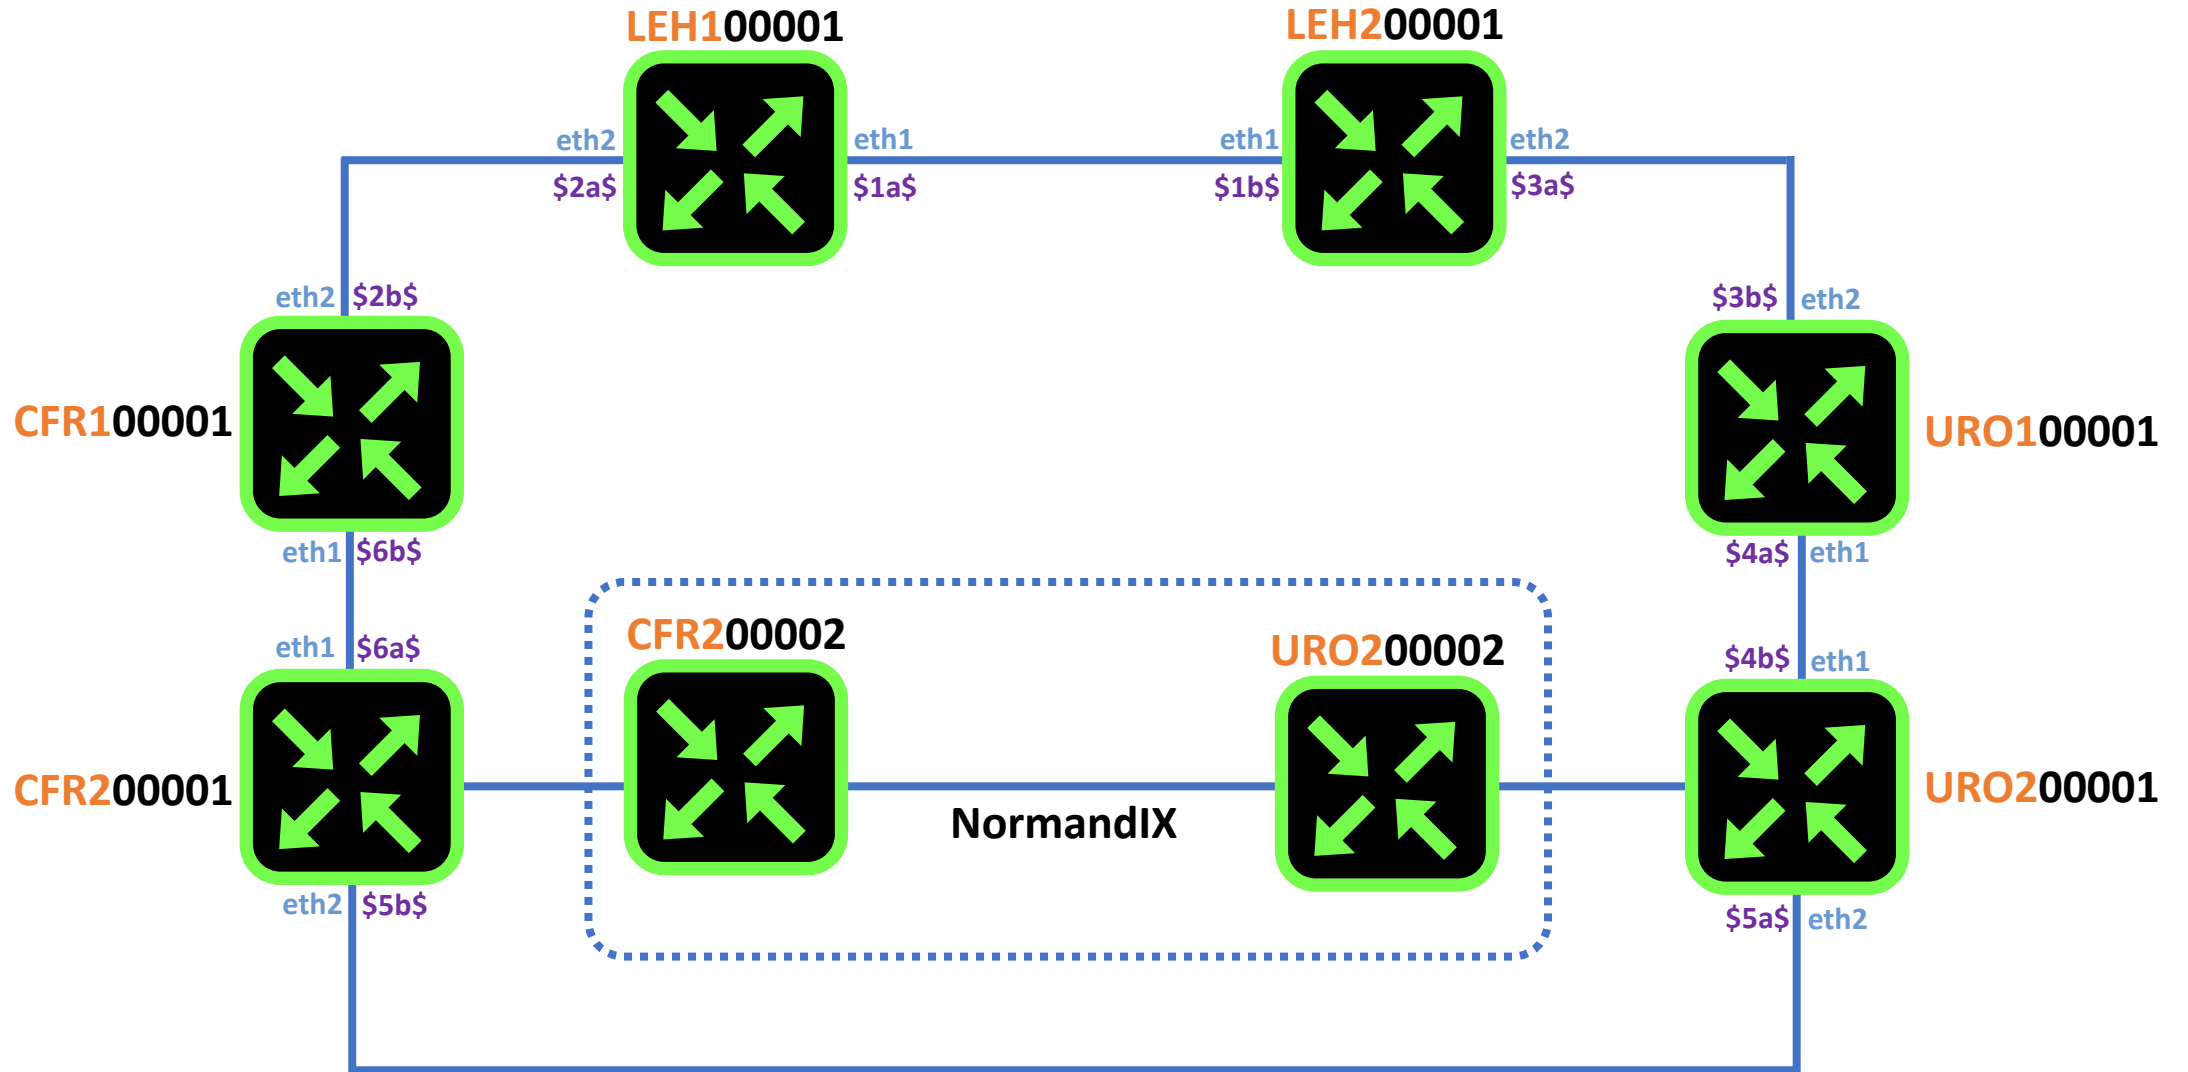 LEH100001
LEH200001
eth2
eth1
eth1
eth2
$2a$
$1a$
$1b$
$3a$
eth2
$2b$
$3b$
eth2
CFR100001
URO100001
eth1
$6b$
$4a$
eth1
CFR200002
URO200002
eth1
$6a$
$4b$
eth1
CFR200001
NormandIX
URO200001
eth2
$5b$
$5a$
eth2